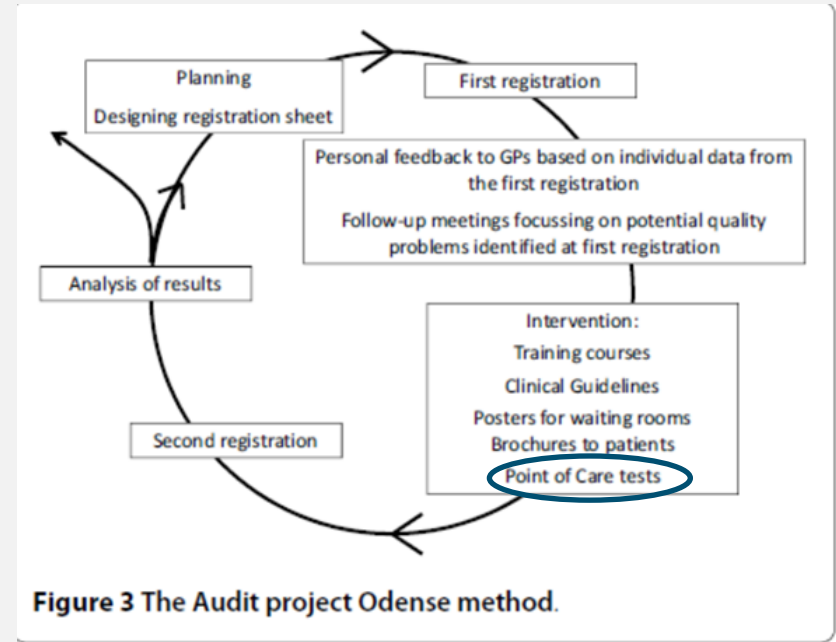 Planning
Designing registration sheet
First registration
Personal feedback to GPs based on individual data from
the first registration
Follow-up meetings focussing on potential quality
problems identified at first registration
Analysis of results
Intervention:
Training courses
Clinical Guidelines
Posters for waiting rooms
Brochures to patients
Point of Care tests
Second registration
Figure 3 The Audit project Odense method.